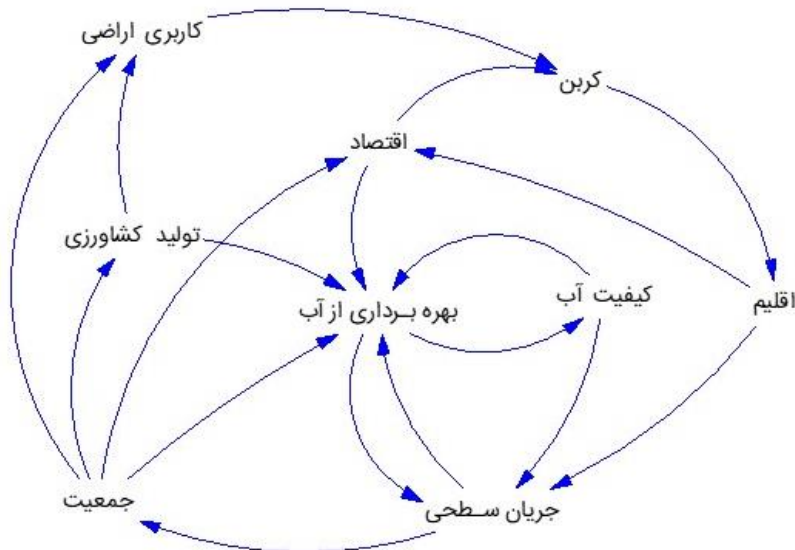 کاربری اراضی
کربن
اقتصاد
تولید کشاورزی
کیفیت آب
اقلیم
بهره برداری از آب
جمعیت
جریان سطحی